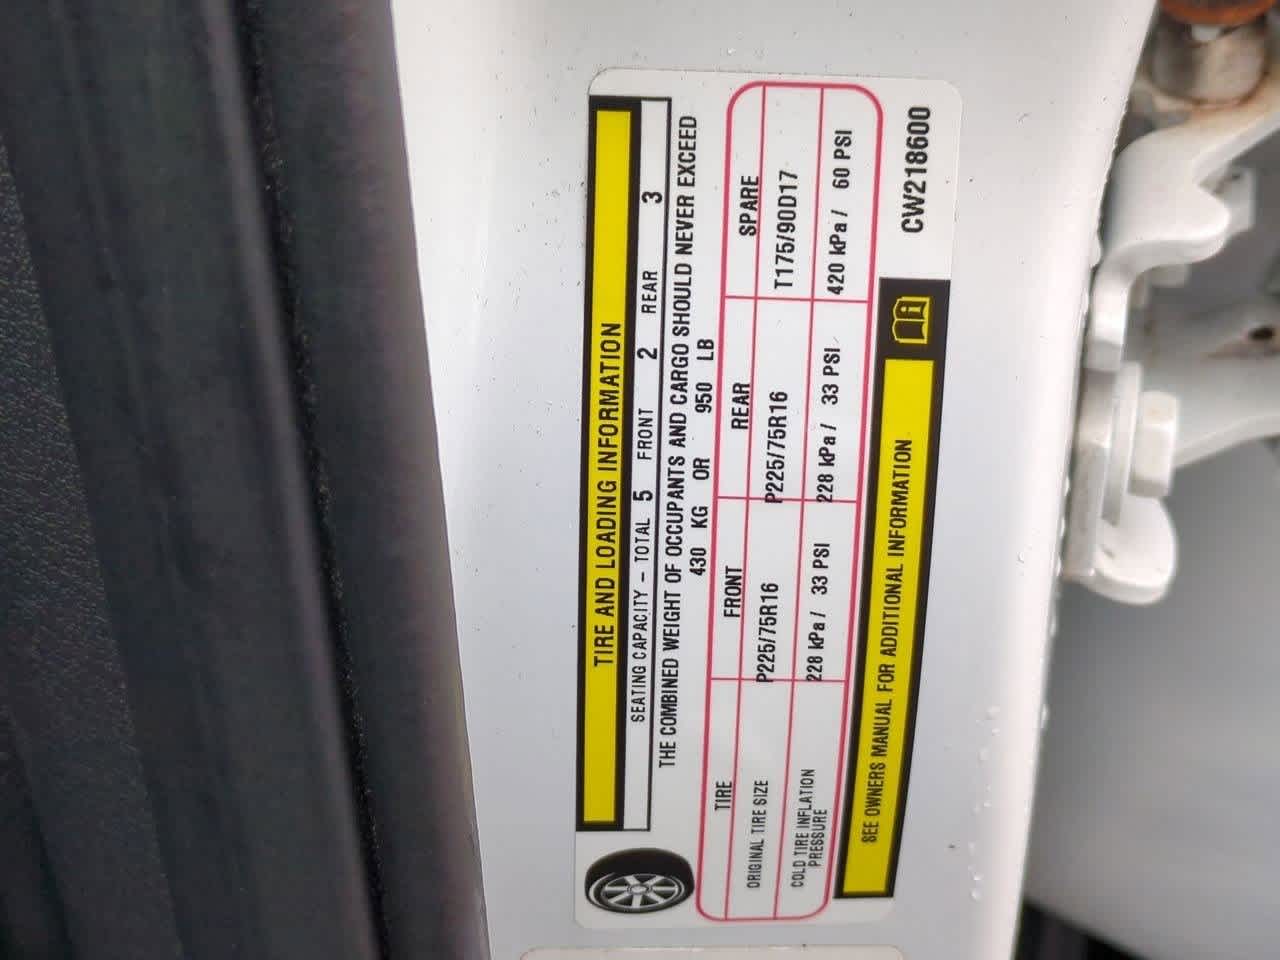 TIRE AND LOADING INFORMATION
SEATING CAPACITY – TOTAL 5 FRONT 2 REAR 3
THE COMBINED WEIGHT OF OCCUPANTS AND CARGO SHOULD NEVER EXCEED
430 KG OR 950 LB
TIRE FRONT REAR SPARE
ORIGINAL TIRE SIZE P225/75R16 P225/75R16 T175/90D17
COLD TIRE INFLATION
PRESSURE 228 kPa / 33 PSI 228 kPa / 33 PSI 420 kPa / 60 PSI
SEE OWNERS MANUAL FOR ADDITIONAL INFORMATION
CW218600